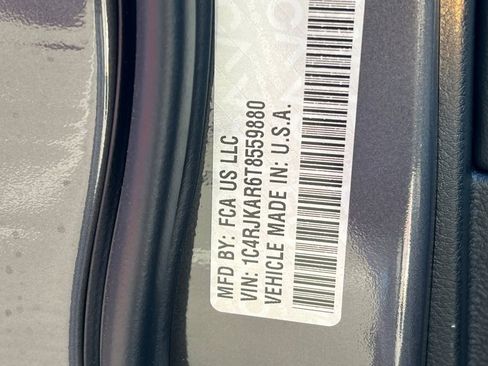 MFD BY: FCA US LLC
VIN: 1C4RJKAR6T8559880
VEHICLE MADE IN: U.S.A.